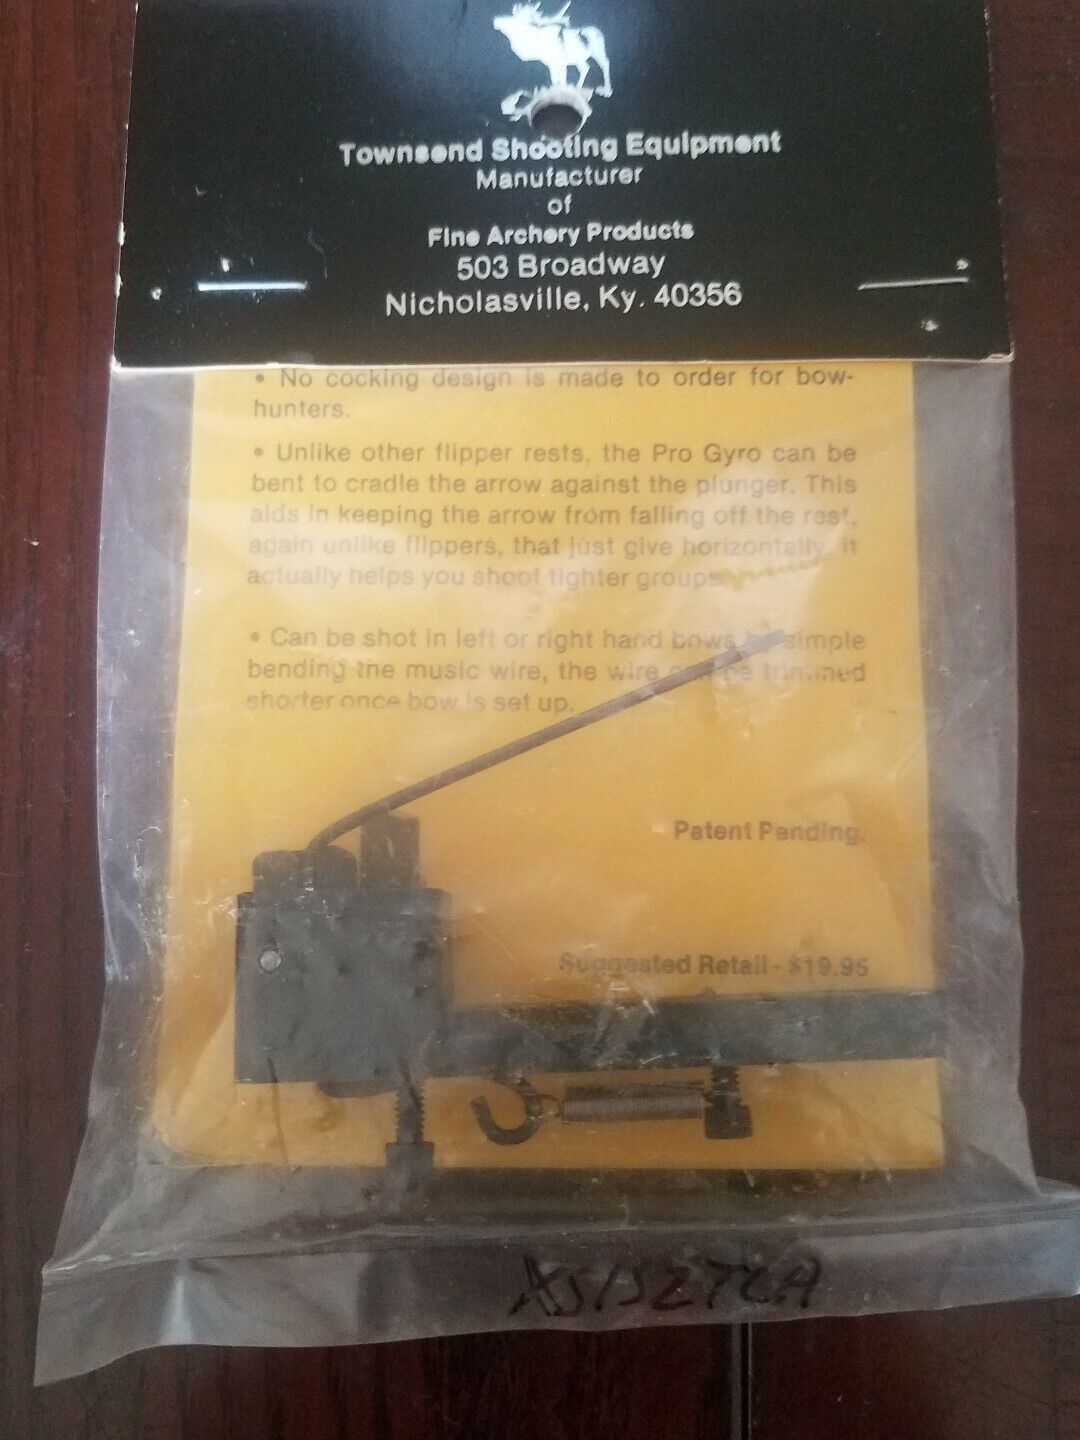 Townsend Shooting Equipment
Manufacturer
of
Fine Archery Products
503 Broadway
Nicholasville, Ky. 40356
• No cocking design is made to order for bow-
hunters.
• Unlike other flipper rests, the Pro Gyro can be
bent to cradle the arrow against the plunger. This
aids in keeping the arrow from falling off the rest,
again unlike flippers, that just give horizontally. It
actually helps you shoot tighter groups
• Can be shot in left or right hand bows simple
bending the music wire, the wire can be trimmed
shorter once bow is set up.
Patent Pending.
Suggested Retail - $19.95